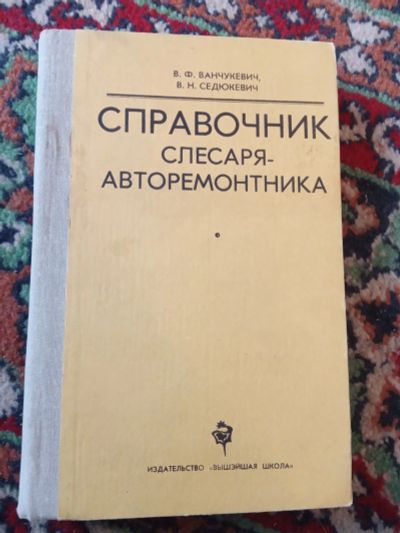 В. Ф. ВАНЧУКЕВИЧ,
В. Н. СЕДЮКЕВИЧ
СПРАВОЧНИК
СЛЕСАРЯ-
АВТОРЕМОНТНИКА
ИЗДАТЕЛЬСТВО «ВЫШЭЙШАЯ ШКОЛА»